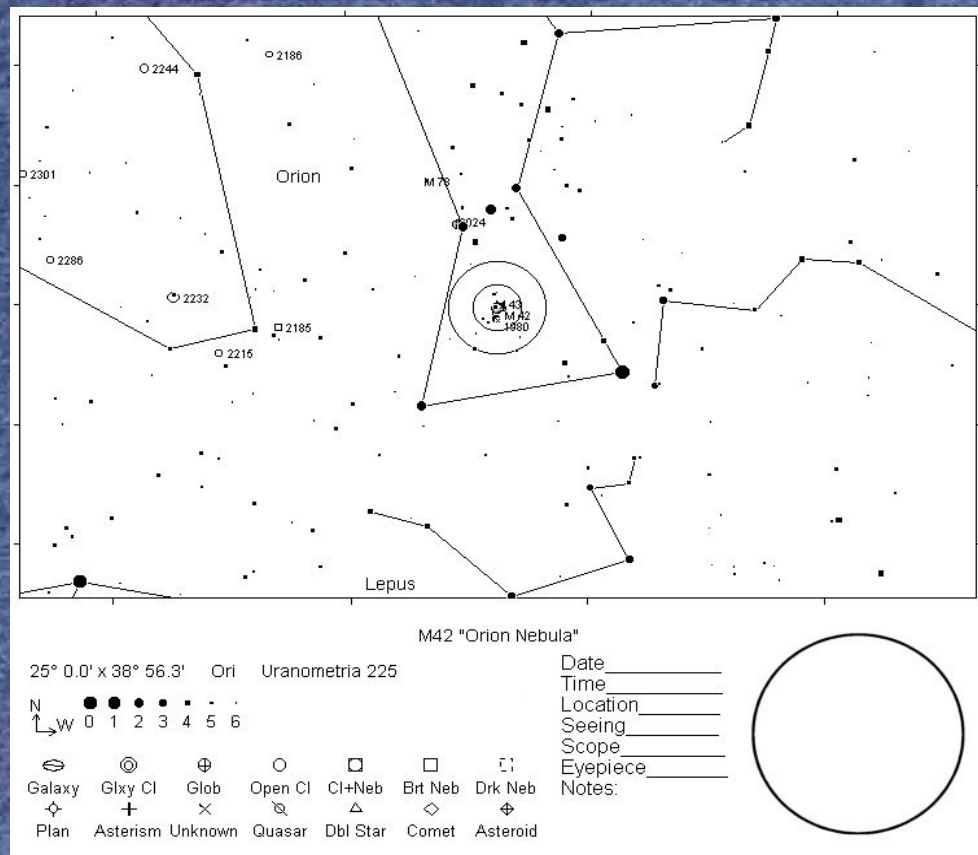 2244
2186
2301
Orion
M 78
2024
2286
2232
M 43
M 42
1980
2185
2215
Lepus
M42 "Orion Nebula"
25° 0.0' x 38° 56.3' Ori Uranometria 225
N
W 0 1 2 3 4 5 6
Galaxy Glxy Cl Glob Open Cl Cl+Neb Brt Neb Drk Neb
Plan Asterism Unknown Quasar Dbl Star Comet Asteroid
Date
Time
Location
Seeing
Scope
Eyepiece
Notes: